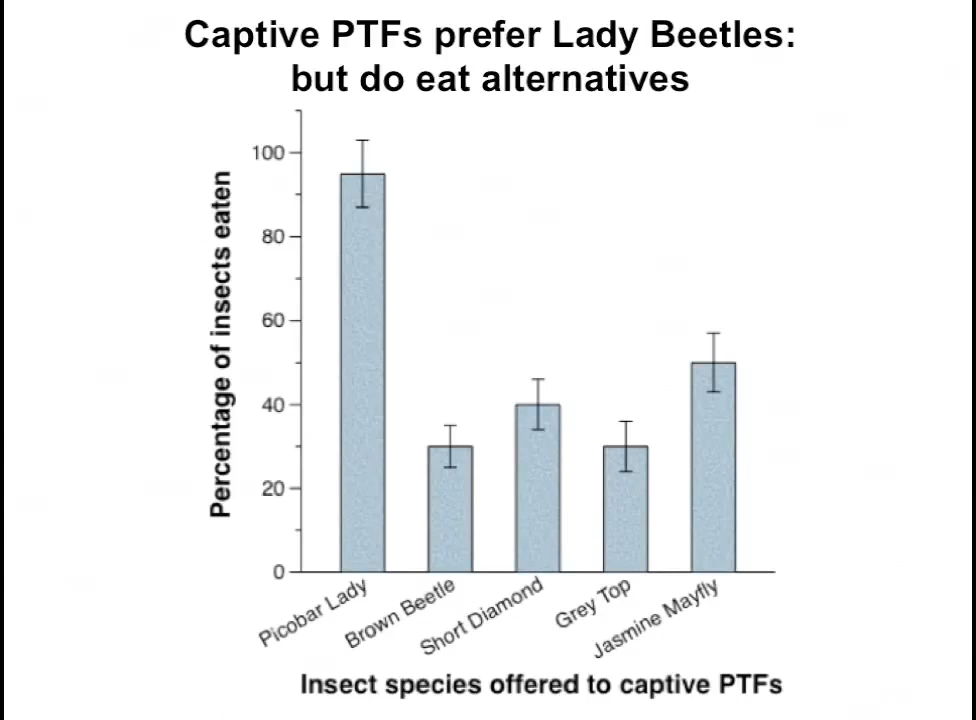 Captive PTFs prefer Lady Beetles:
but do eat alternatives
Percentage of insects eaten
100
80
60
40
20
0
Picobar Lady
Brown Beetle
Short Diamond
Grey Top
Jasmine Mayfly
Insect species offered to captive PTFs